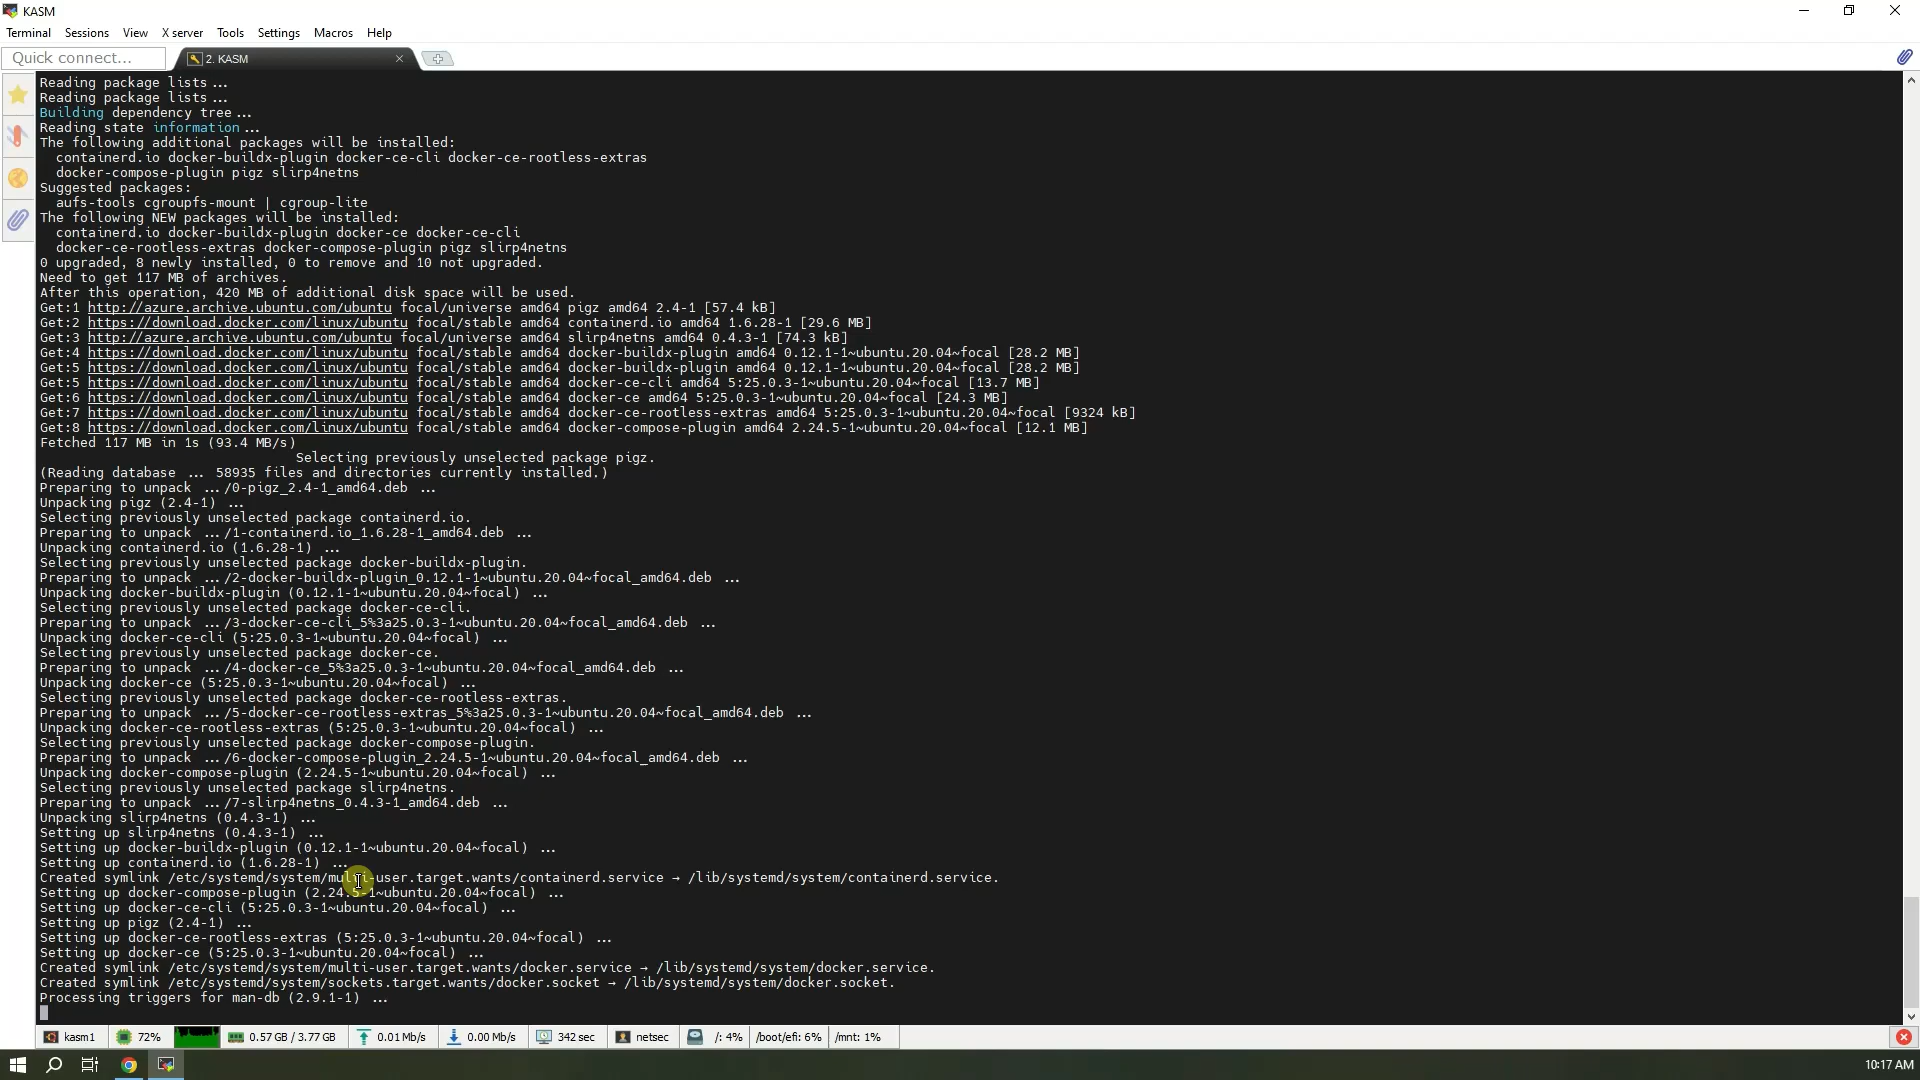 KASM
Terminal Sessions View X server Tools Settings Macros Help
Quick connect... 2. KASM
Reading package lists...
Reading package lists...
Building dependency tree...
Reading state information...
The following additional packages will be installed:
containerd.io docker-buildx-plugin docker-ce-cli docker-ce-rootless-extras
docker-compose-plugin pigz slirp4netns
Suggested packages:
aufs-tools cgroupfs-mount | cgroup-lite
The following NEW packages will be installed:
containerd.io docker-buildx-plugin docker-ce docker-ce-cli
docker-ce-rootless-extras docker-compose-plugin pigz slirp4netns
0 upgraded, 8 newly installed, 0 to remove and 10 not upgraded.
Need to get 117 MB of archives.
After this operation, 420 MB of additional disk space will be used.
Get:1 http://azure.archive.ubuntu.com/ubuntu focal/universe amd64 pigz amd64 2.4-1 [57.4 kB]
Get:2 https://download.docker.com/linux/ubuntu focal/stable amd64 containerd.io amd64 1.6.28-1 [29.6 MB]
Get:3 http://azure.archive.ubuntu.com/ubuntu focal/universe amd64 slirp4netns amd64 0.4.3-1 [74.3 kB]
Get:4 https://download.docker.com/linux/ubuntu focal/stable amd64 docker-buildx-plugin amd64 0.12.1-1~ubuntu.20.04~focal [28.2 MB]
Get:5 https://download.docker.com/linux/ubuntu focal/stable amd64 docker-buildx-plugin amd64 0.12.1-1~ubuntu.20.04~focal [28.2 MB]
Get:5 https://download.docker.com/linux/ubuntu focal/stable amd64 docker-ce-cli amd64 5:25.0.3-1~ubuntu.20.04~focal [13.7 MB]
Get:6 https://download.docker.com/linux/ubuntu focal/stable amd64 docker-ce amd64 5:25.0.3-1~ubuntu.20.04~focal [24.3 MB]
Get:7 https://download.docker.com/linux/ubuntu focal/stable amd64 docker-ce-rootless-extras amd64 5:25.0.3-1~ubuntu.20.04~focal [9324 kB]
Get:8 https://download.docker.com/linux/ubuntu focal/stable amd64 docker-compose-plugin amd64 2.24.5-1~ubuntu.20.04~focal [12.1 MB]
Fetched 117 MB in 1s (93.4 MB/s)
Selecting previously unselected package pigz.
(Reading database ... 58935 files and directories currently installed.)
Preparing to unpack .../0-pigz_2.4-1_amd64.deb ...
Unpacking pigz (2.4-1) ...
Selecting previously unselected package containerd.io.
Preparing to unpack .../1-containerd.io_1.6.28-1_amd64.deb ...
Unpacking containerd.io (1.6.28-1) ...
Selecting previously unselected package docker-buildx-plugin.
Preparing to unpack .../2-docker-buildx-plugin_0.12.1-1~ubuntu.20.04~focal_amd64.deb ...
Unpacking docker-buildx-plugin (0.12.1-1~ubuntu.20.04~focal) ...
Selecting previously unselected package docker-ce-cli.
Preparing to unpack .../3-docker-ce-cli_5%3a25.0.3-1~ubuntu.20.04~focal_amd64.deb ...
Unpacking docker-ce-cli (5:25.0.3-1~ubuntu.20.04~focal) ...
Selecting previously unselected package docker-ce.
Preparing to unpack .../4-docker-ce_5%3a25.0.3-1~ubuntu.20.04~focal_amd64.deb ...
Unpacking docker-ce (5:25.0.3-1~ubuntu.20.04~focal) ...
Selecting previously unselected package docker-ce-rootless-extras.
Preparing to unpack .../5-docker-ce-rootless-extras_5%3a25.0.3-1~ubuntu.20.04~focal_amd64.deb ...
Unpacking docker-ce-rootless-extras (5:25.0.3-1~ubuntu.20.04~focal) ...
Selecting previously unselected package docker-compose-plugin.
Preparing to unpack .../6-docker-compose-plugin_2.24.5-1~ubuntu.20.04~focal_amd64.deb ...
Unpacking docker-compose-plugin (2.24.5-1~ubuntu.20.04~focal) ...
Selecting previously unselected package slirp4netns.
Preparing to unpack .../7-slirp4netns_0.4.3-1_amd64.deb ...
Unpacking slirp4netns (0.4.3-1) ...
Setting up slirp4netns (0.4.3-1) ...
Setting up docker-buildx-plugin (0.12.1-1~ubuntu.20.04~focal) ...
Setting up containerd.io (1.6.28-1) ...
Created symlink /etc/systemd/system/multi-user.target.wants/containerd.service → /lib/systemd/system/containerd.service.
Setting up docker-compose-plugin (2.24.5-1~ubuntu.20.04~focal) ...
Setting up docker-ce-cli (5:25.0.3-1~ubuntu.20.04~focal) ...
Setting up pigz (2.4-1) ...
Setting up docker-ce-rootless-extras (5:25.0.3-1~ubuntu.20.04~focal) ...
Setting up docker-ce (5:25.0.3-1~ubuntu.20.04~focal) ...
Created symlink /etc/systemd/system/multi-user.target.wants/docker.service → /lib/systemd/system/docker.service.
Created symlink /etc/systemd/system/sockets.target.wants/docker.socket → /lib/systemd/system/docker.socket.
Processing triggers for man-db (2.9.1-1) ...
kasm1 72% 0.57 GB / 3.77 GB 0.01 Mb/s 0.00 Mb/s 342 sec netsec /: 4% /boot/efi: 6% /mnt: 1%
10:17 AM